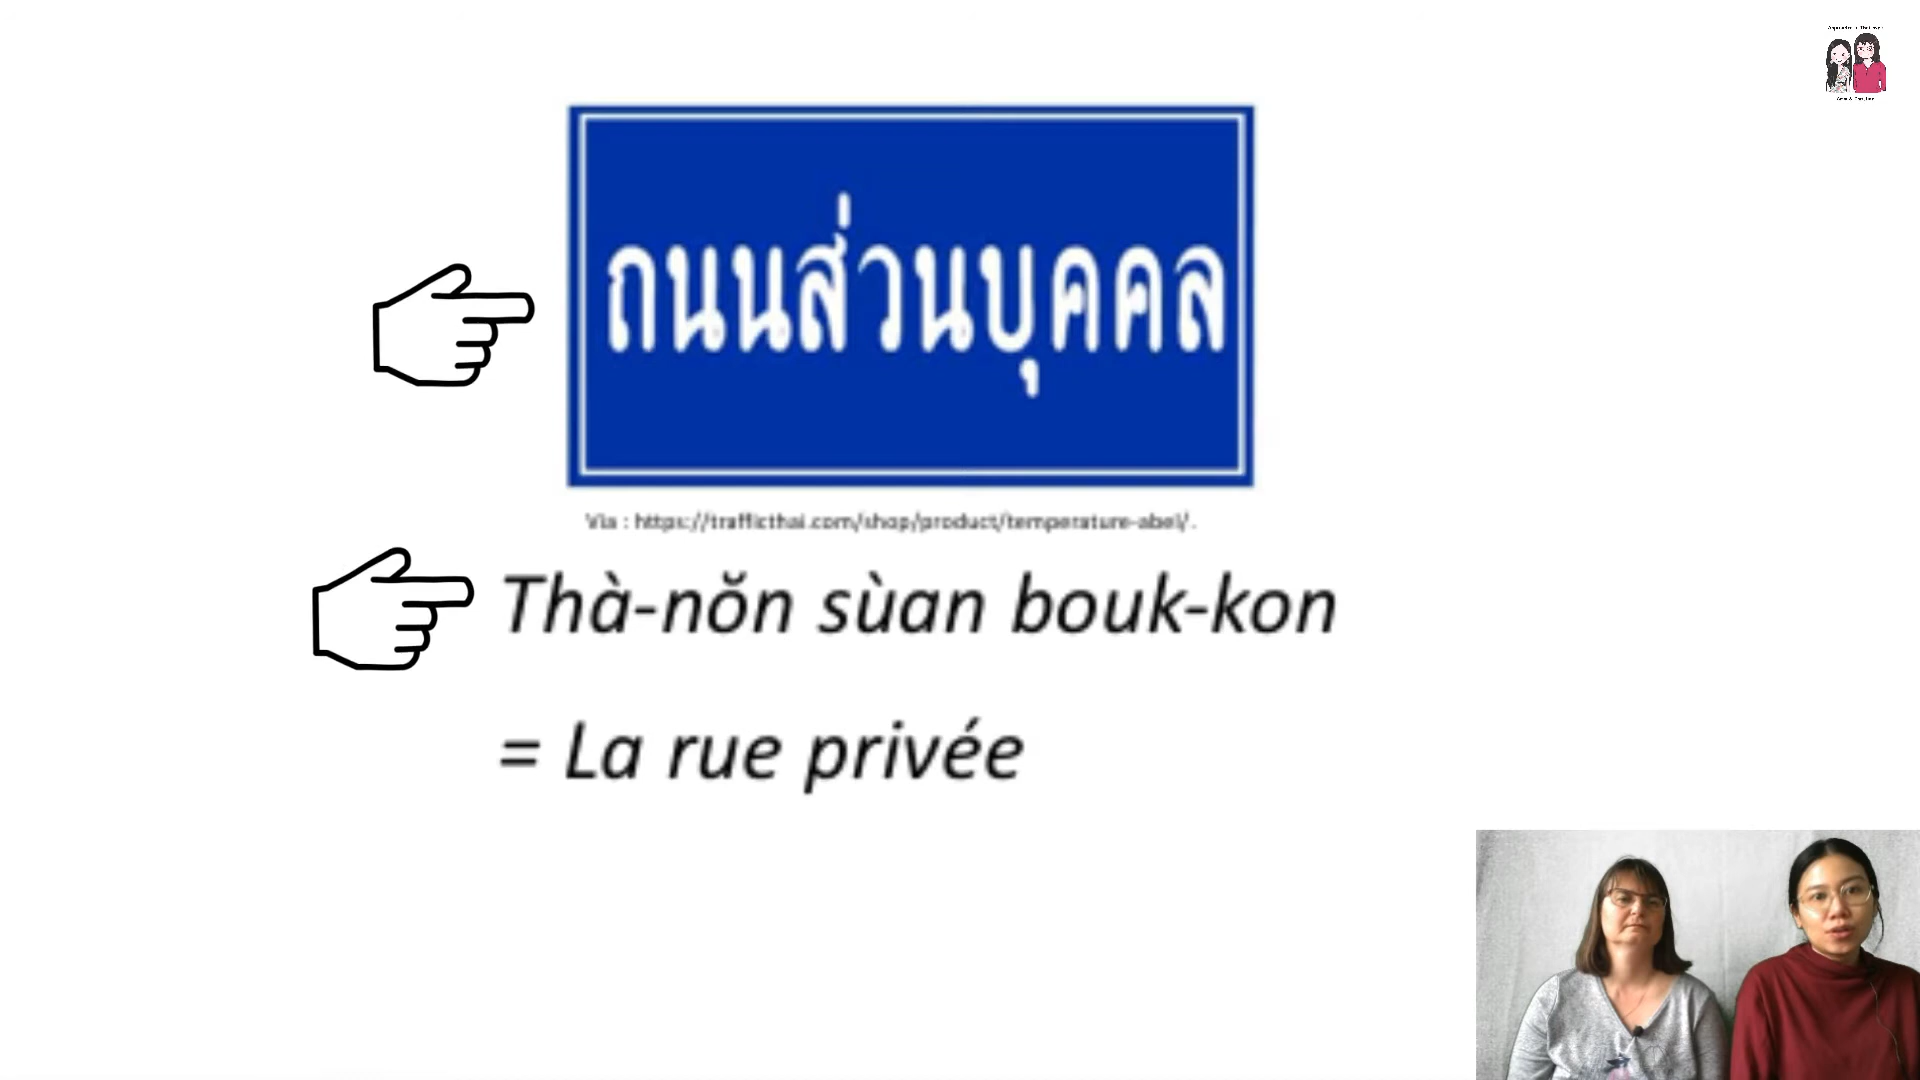 ถนนส่วนบุคคล
Via : https://trafficthai.com/shop/product/temperature-abel/.
Thà-nŏn sùan bouk-kon
= La rue privée